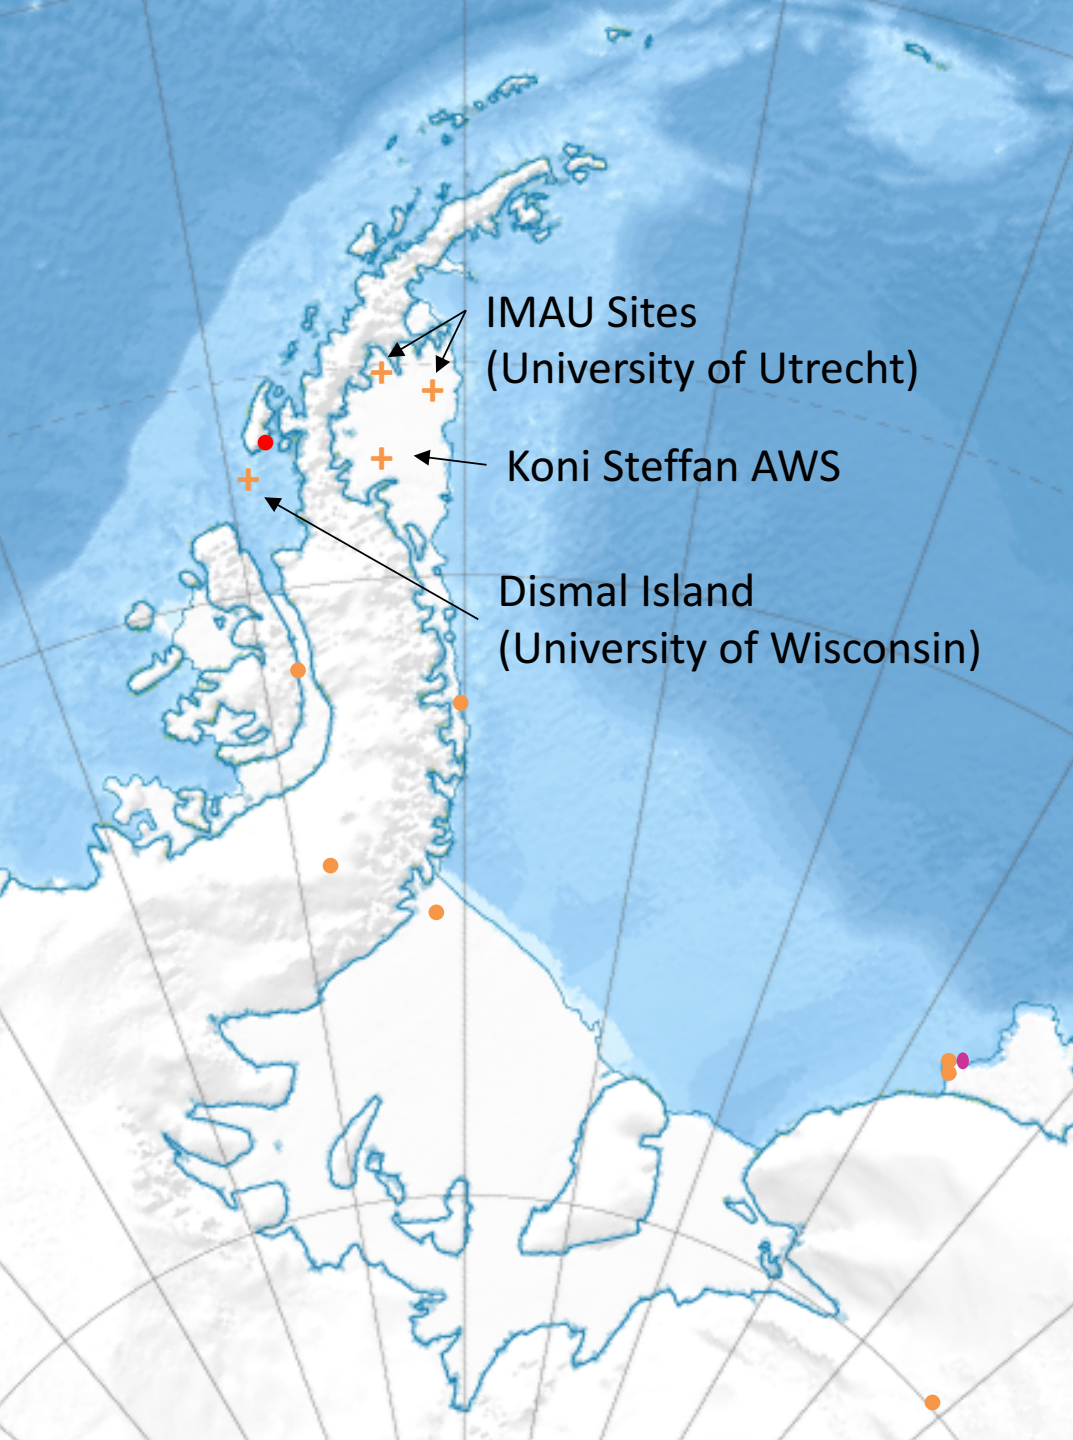 IMAU Sites
(University of Utrecht)
Koni Steffan AWS
Dismal Island
(University of Wisconsin)